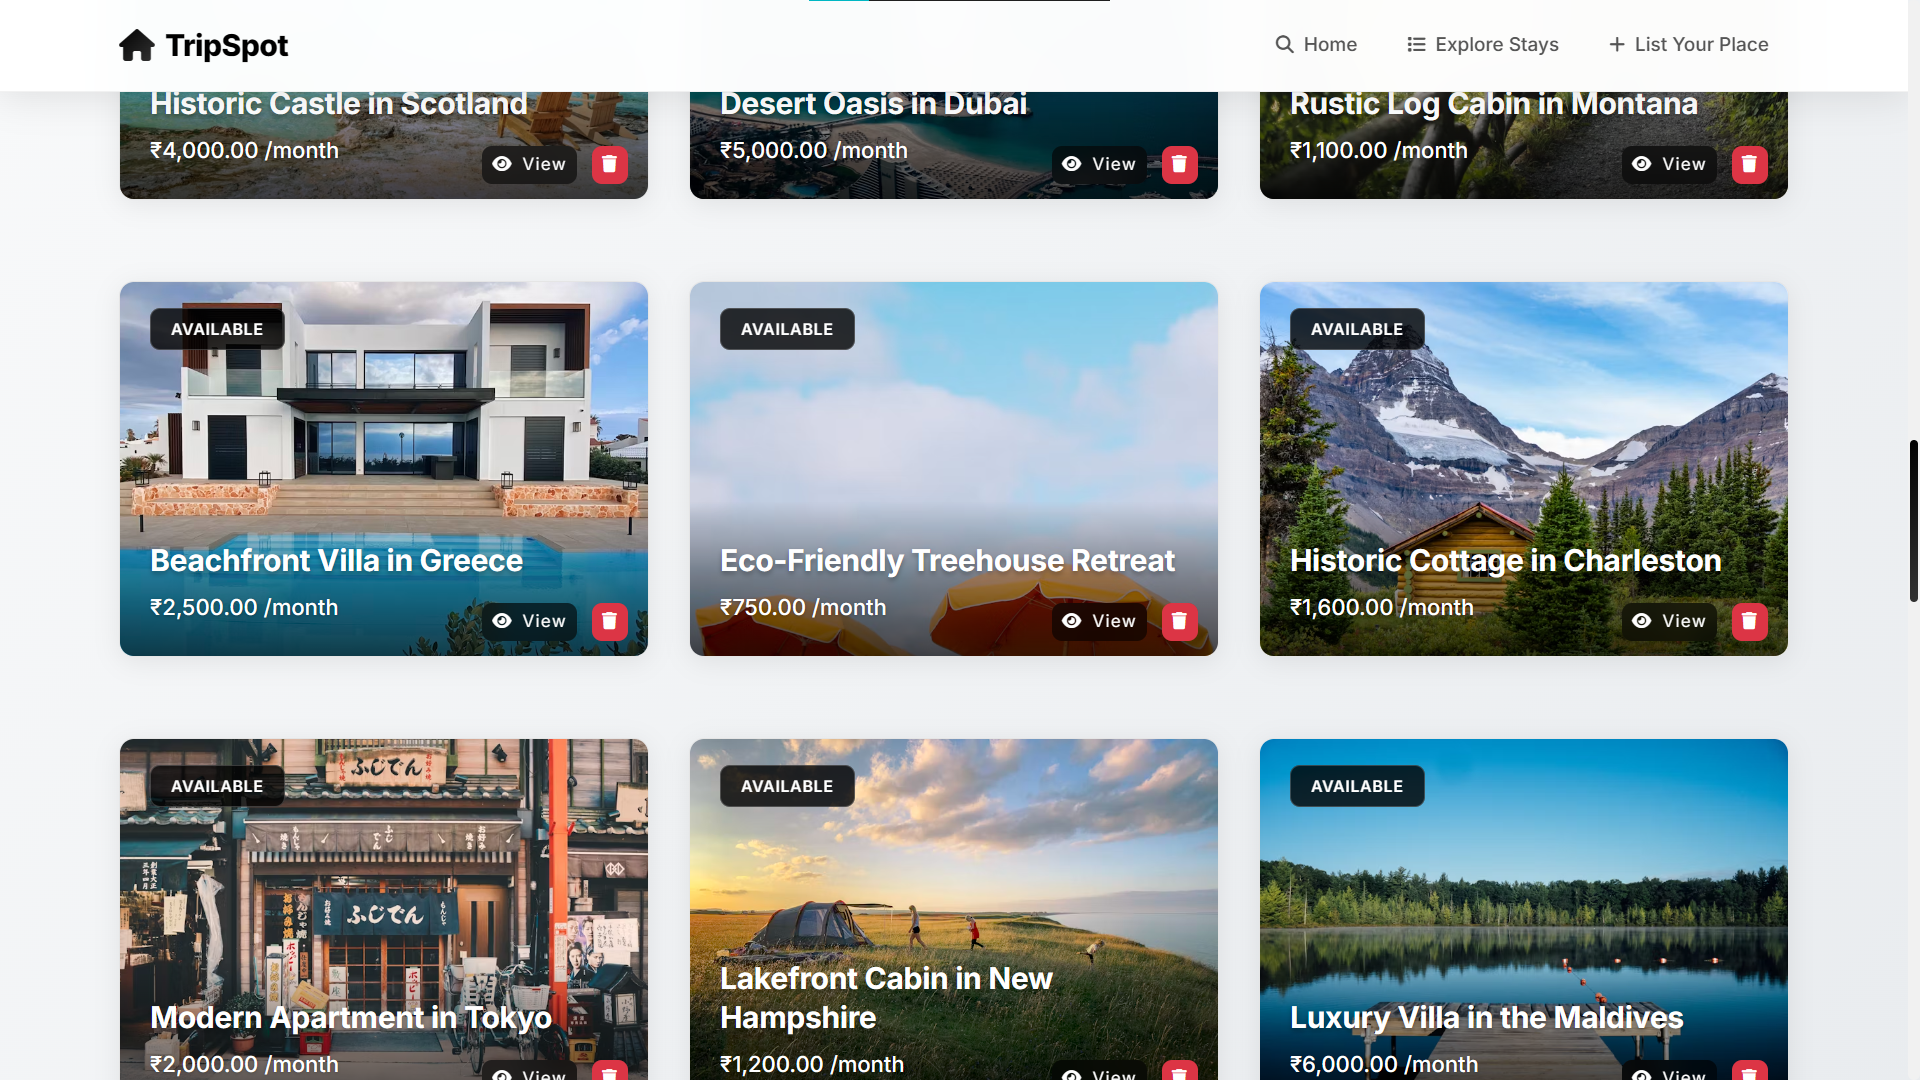 TripSpot
Home
Explore Stays
List Your Place
Historic Castle in Scotland
₹4,000.00 /month
View
Desert Oasis in Dubai
₹5,000.00 /month
View
Rustic Log Cabin in Montana
₹1,100.00 /month
View
AVAILABLE
Beachfront Villa in Greece
₹2,500.00 /month
View
AVAILABLE
Eco-Friendly Treehouse Retreat
₹750.00 /month
View
AVAILABLE
Historic Cottage in Charleston
₹1,600.00 /month
View
AVAILABLE
ふじでん
ふじでん
Modern Apartment in Tokyo
₹2,000.00 /month
View
AVAILABLE
Lakefront Cabin in New
Hampshire
₹1,200.00 /month
View
AVAILABLE
Luxury Villa in the Maldives
₹6,000.00 /month
View